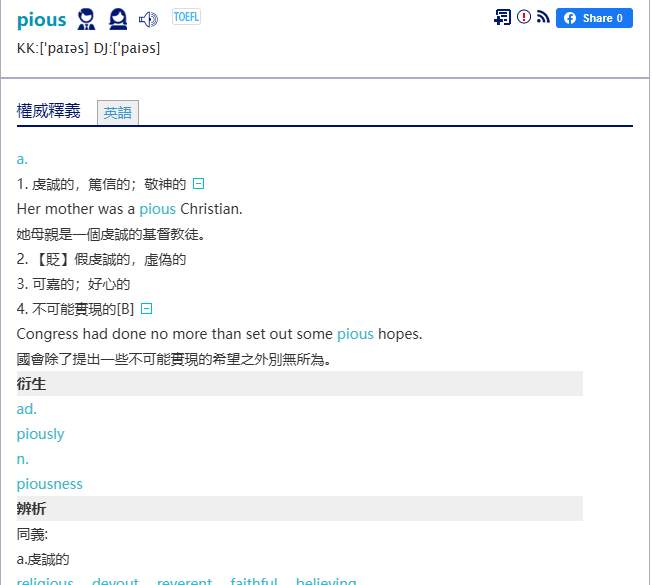 pious TOEFL Share 0
KK:[ˈpaɪəs] DJ:[ˈpaiəs]
權威釋義 英語
a.
1. 虔誠的，篤信的；敬神的
Her mother was a pious Christian.
她母親是一個虔誠的基督教徒。
2. 【貶】假虔誠的，虛偽的
3. 可嘉的；好心的
4. 不可能實現的[B]
Congress had done no more than set out some pious hopes.
國會除了提出一些不可能實現的希望之外別無所為。
衍生
ad.
piously
n.
piousness
辨析
同義:
a.虔誠的
religious devout reverent faithful believing